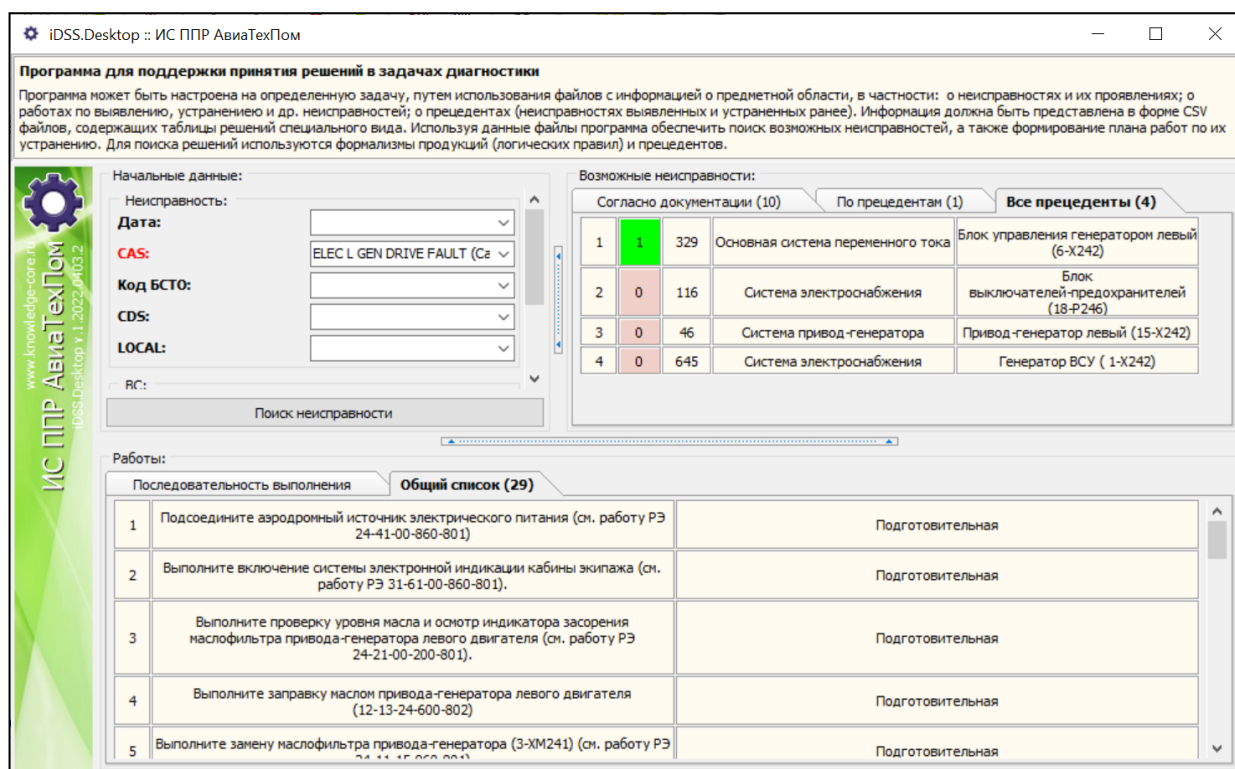 iDSS.Desktop :: ИС ППР АвиаТехПом
Программа для поддержки принятия решений в задачах диагностики
Программа может быть настроена на определенную задачу, путем использования файлов с информацией о предметной области, в частности: о неисправностях и их проявлениях; о
работах по выявлению, устранениею и др. неисправностей; о прецедентах (неисправностях выявленных и устраненных ранее). Информация должна быть представлена в форме CSV
файлов, содержащих таблицы решений специального вида. Используя данные файлы программа обеспечить поиск возможных неисправностей, а также формирование плана работ по их
устранению. Для поиска решений используются формализмы продукций (логических правил) и прецедентов.
www.knowledge-core.ru
ИС ППР АвиаТехПом
iDSS.Desktop v.1.2022.0403.2
Начальные данные:
Неисправность:
Дата:
CAS:
ELEC L GEN DRIVE FAULT (Ca
Код БСТО:
CDS:
LOCAL:
ВС:
Поиск неисправности
Возможные неисправности:
Согласно документации (10)
По прецедентам (1)
Все прецеденты (4)
1 1 329 Основная система переменного тока Блок управления генератором левый
(6-X242)
2 0 116 Система электроснабжения Блок
выключателей-предохранителей
(18-P246)
3 0 46 Система привод-генератора Привод-генератор левый (15-X242)
4 0 645 Система электроснабжения Генератор ВСУ ( 1-X242)
Работы:
Последовательность выполнения
Общий список (29)
1 Подсоедините аэродромный источник электрического питания (см. работу РЭ
24-41-00-860-801)
Подготовительная
2 Выполните включение системы электронной индикации кабины экипажа (см.
работу РЭ 31-61-00-860-801).
Подготовительная
3 Выполните проверку уровня масла и осмотр индикатора засорения
маслофильтра привода-генератора левого двигателя (см. работу РЭ
24-21-00-200-801).
Подготовительная
4 Выполните заправку маслом привода-генератора левого двигателя
(12-13-24-600-802)
Подготовительная
5 Выполните замену маслофильтра привода-генератора (3-XM241) (см. работу РЭ
Подготовительная